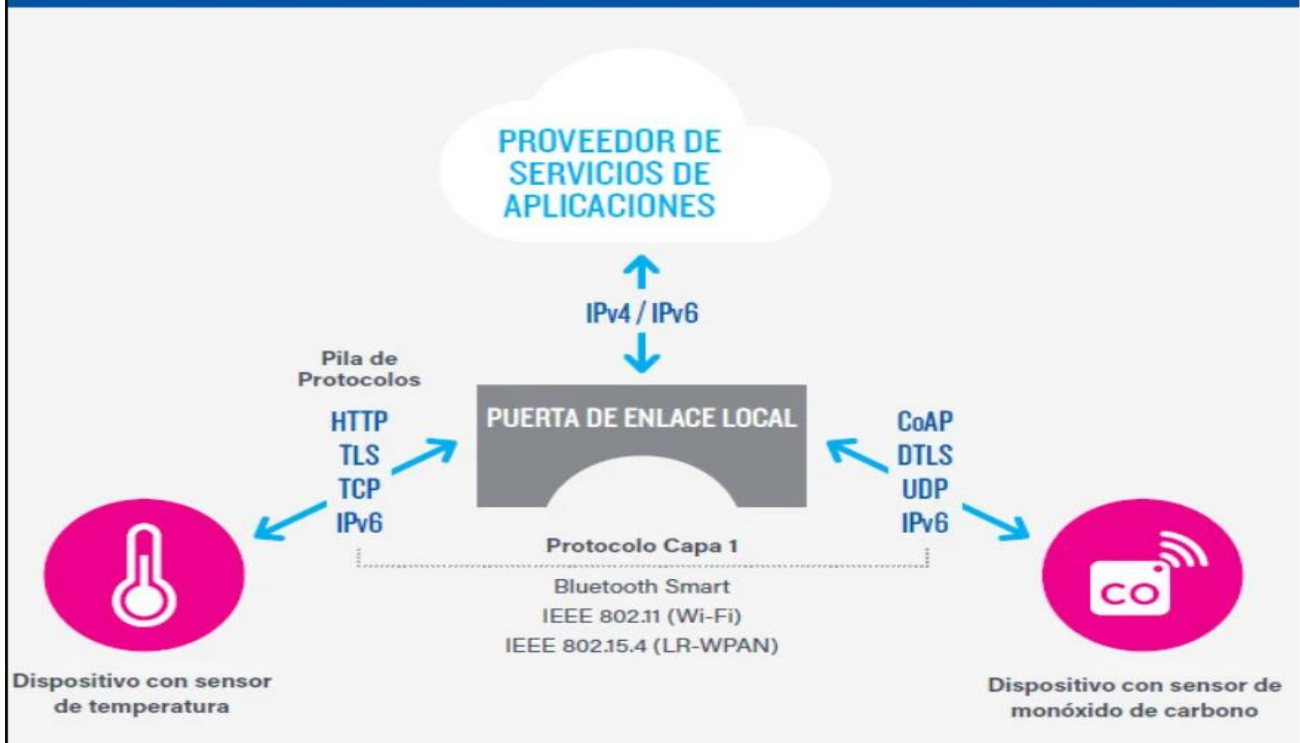 PROVEEDOR DE
SERVICIOS DE
APLICACIONES
IPv4 / IPv6
Pila de
Protocolos
HTTP
TLS
TCP
IPv6
PUERTA DE ENLACE LOCAL
CoAP
DTLS
UDP
IPv6
Protocolo Capa 1
Bluetooth Smart
IEEE 802.11 (Wi-Fi)
IEEE 802.15.4 (LR-WPAN)
CO
Dispositivo con sensor
de temperatura
Dispositivo con sensor de
monóxido de carbono